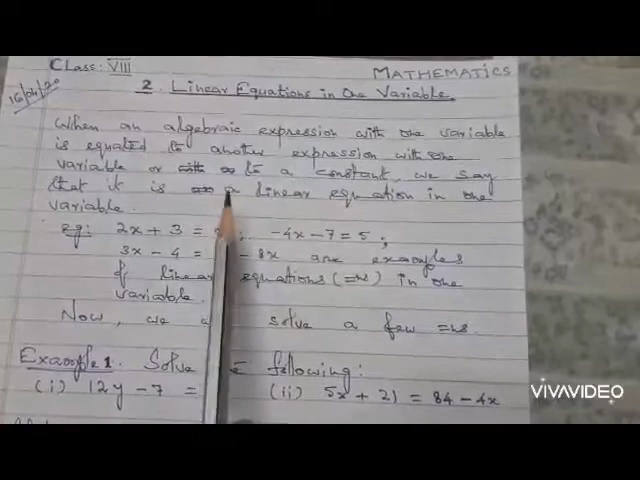 Class: VIII
MATHEMATICS
16/04/20
2. Linear Equations in One Variable.
When an algebraic expression with one variable
is equated to another expression with one
variable or to a constant, we say
that it is a linear equation in one
variable.
eg: 2x + 3 = ; -4x - 7 = 5 ;
3x - 4 = - 8x are examples
of linear equations (=ns) in one
variable.
Now, we solve a few =ns.
Example 1. Solve following:
(i) 12y - 7 = (ii) 5x + 21 = 84 - 4x
VIVAVIDEO